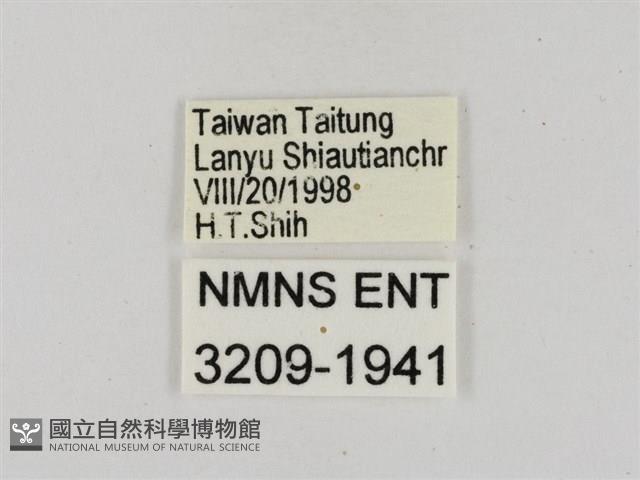 Taiwan Taitung
Lanyu Shiautianchr
VIII/20/1998
H.T.Shih
NMNS ENT
3209-1941
國立自然科學博物館
NATIONAL MUSEUM OF NATURAL SCIENCE